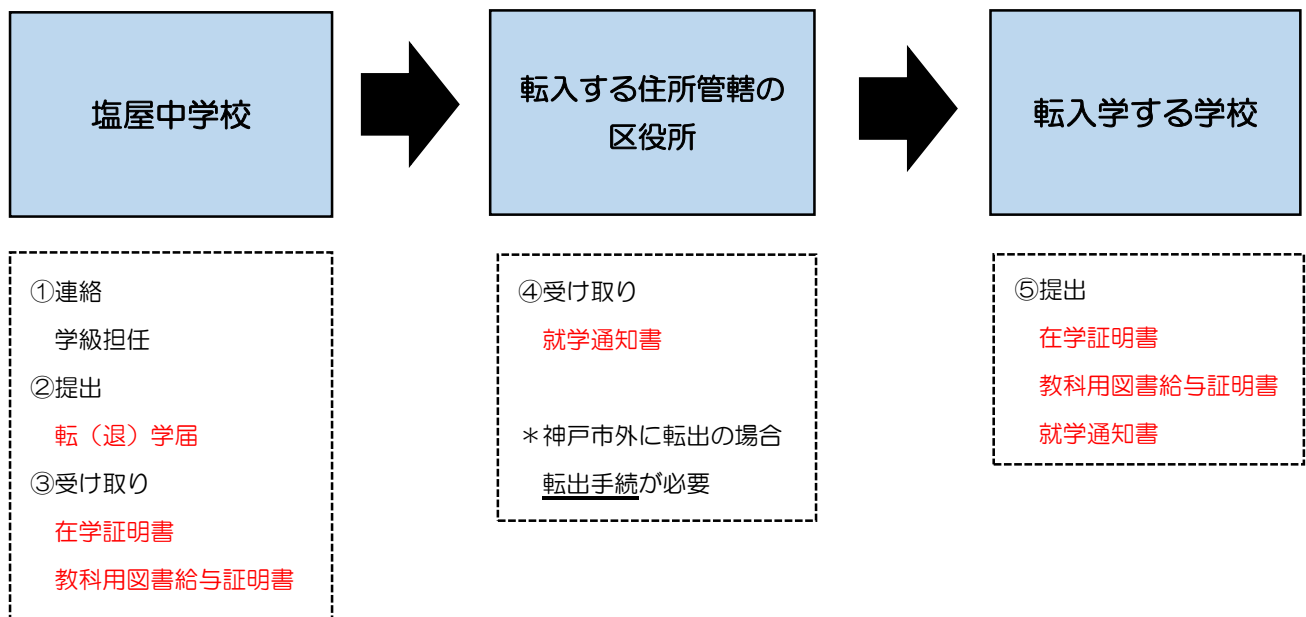 塩屋中学校
転入する住所管轄の
区役所
転入学する学校
①連絡
学級担任
②提出
転（退）学届
③受け取り
在学証明書
教科用図書給与証明書
④受け取り
就学通知書
＊神戸市外に転出の場合
転出手続が必要
⑤提出
在学証明書
教科用図書給与証明書
就学通知書